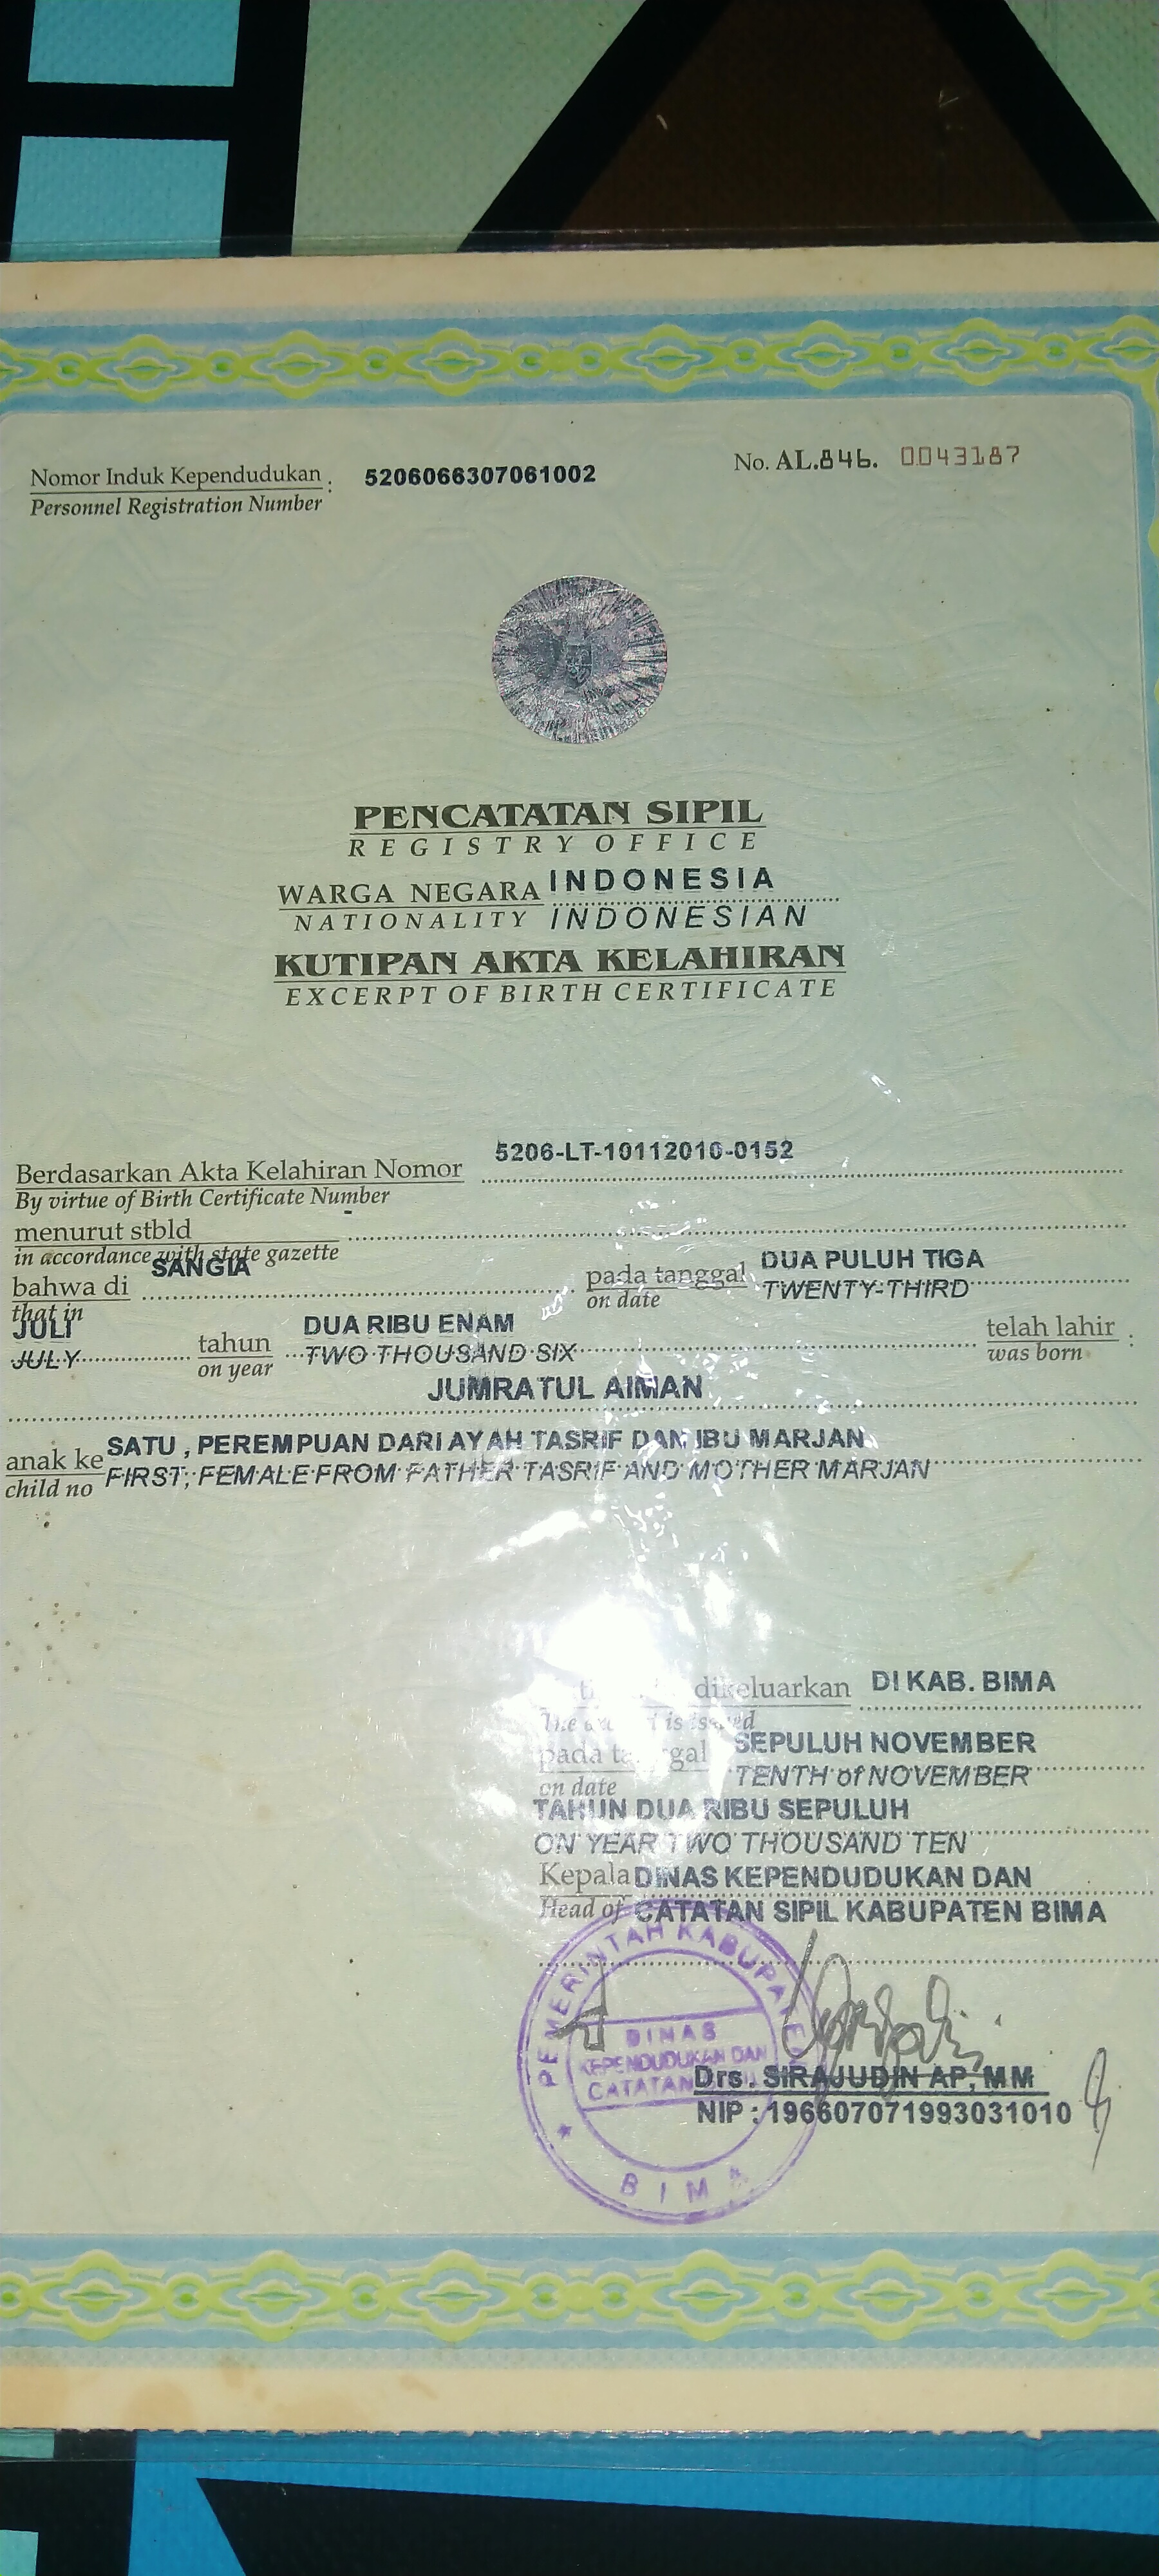 Nomor Induk Kependudukan : 5206066307061002 No. AL.846. 0043187
Personnel Registration Number
PENCATATAN SIPIL
REGISTRY OFFICE
WARGA NEGARA INDONESIA
NATIONALITY INDONESIAN
KUTIPAN AKTA KELAHIRAN
EXCERPT OF BIRTH CERTIFICATE
Berdasarkan Akta Kelahiran Nomor 5206-LT-10112010-0152
By virtue of Birth Certificate Number
menurut stbld -
in accordance with state gazette
bahwa di SANGIA pada tanggal DUA PULUH TIGA
that in on date TWENTY-THIRD
JULI tahun DUA RIBU ENAM telah lahir :
JULY on year TWO THOUSAND SIX was born
JUMRATUL AIMAN
anak ke SATU , PEREMPUAN DARI AYAH TASRIF DAN IBU MARJAN
child no FIRST, FEMALE FROM FATHER TASRIF AND MOTHER MARJAN
dikeluarkan DI KAB. BIMA
The is issued
pada tanggal SEPULUH NOVEMBER
on date TENTH of NOVEMBER
TAHUN DUA RIBU SEPULUH
ON YEAR TWO THOUSAND TEN
Kepala DINAS KEPENDUDUKAN DAN
Head of CATATAN SIPIL KABUPATEN BIMA
PEMERINTAH KABUPATEN
DINAS
KEPENDUDUKAN DAN
CATATAN
BIMA
Drs. SIRAJUDIN AP, MM
NIP : 196607071993031010